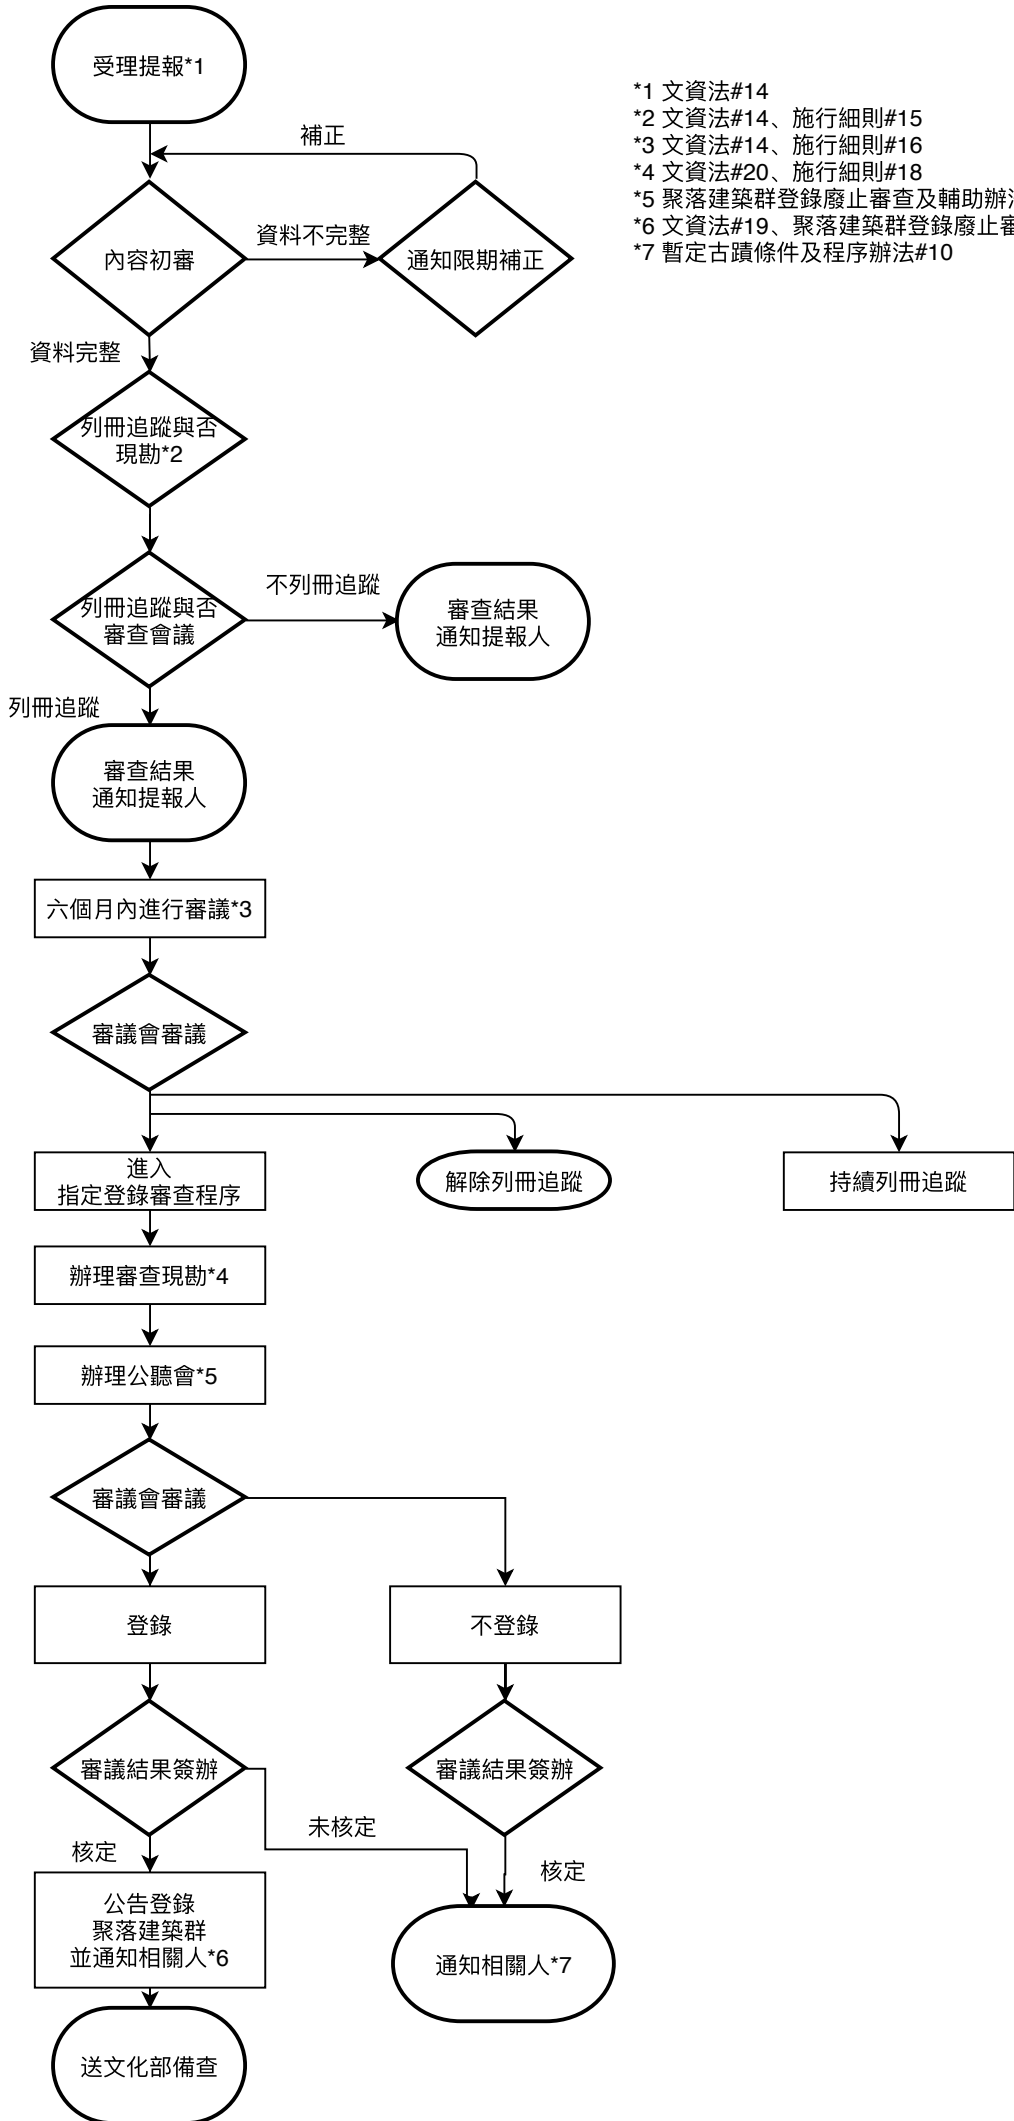 受理提報*1
*1 文資法#14
*2 文資法#14、施行細則#15
*3 文資法#14、施行細則#16
*4 文資法#20、施行細則#18
*5 聚落建築群登錄廢止審查及輔助辦
*6 文資法#19、聚落建築群登錄廢止審
*7 暫定古蹟條件及程序辦法#10
補正
內容初審
資料不完整
通知限期補正
資料完整
列冊追蹤與否
現勘*2
列冊追蹤與否
審查會議
不列冊追蹤
審查結果
通知提報人
列冊追蹤
審查結果
通知提報人
六個月內進行審議*3
審議會審議
進入
指定登錄審查程序
解除列冊追蹤
持續列冊追蹤
辦理審查現勘*4
辦理公聽會*5
審議會審議
登錄
不登錄
審議結果簽辦
審議結果簽辦
未核定
核定
核定
公告登錄
聚落建築群
並通知相關人*6
通知相關人*7
送文化部備查